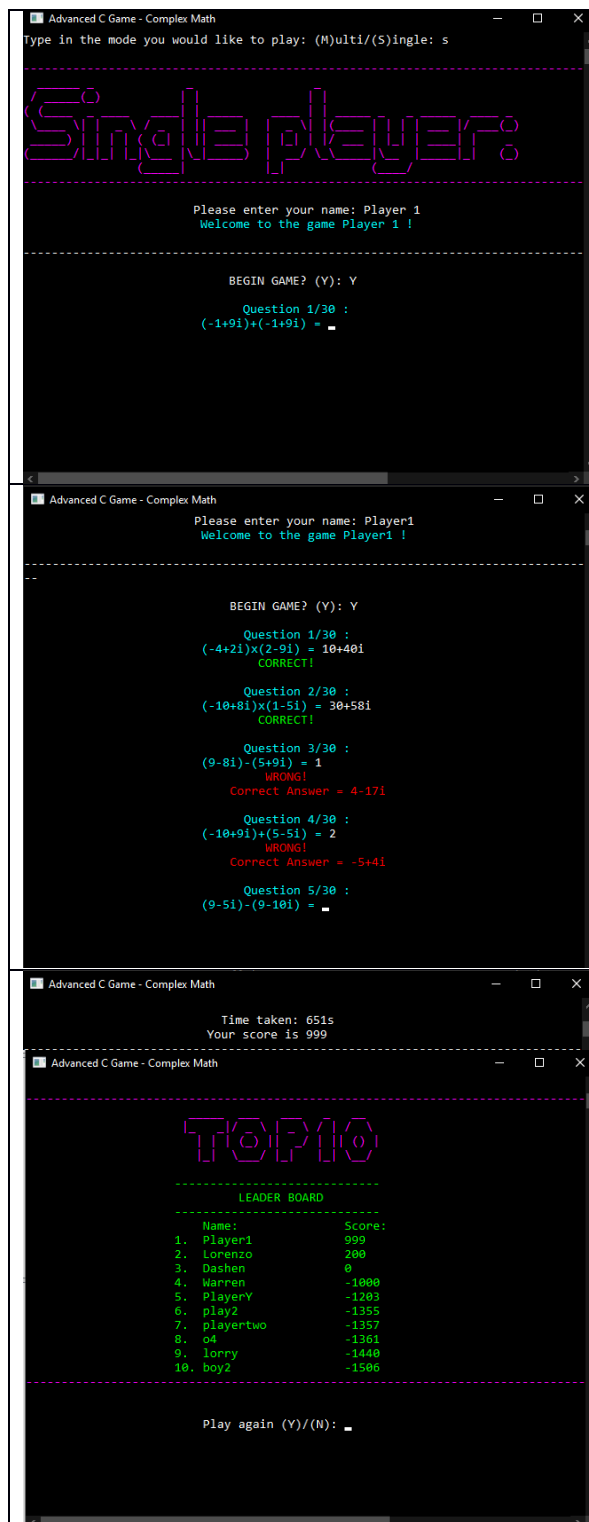 Advanced C Game - Complex Math
Type in the mode you would like to play: (M)ulti/(S)ingle: s
Single player:
Please enter your name: Player 1
Welcome to the game Player 1 !
BEGIN GAME? (Y): Y
Question 1/30 :
(-1+9i)+(-1+9i) =
Advanced C Game - Complex Math
Please enter your name: Player1
Welcome to the game Player1 !
BEGIN GAME? (Y): Y
Question 1/30 :
(-4+2i)x(2-9i) = 10+40i
CORRECT!
Question 2/30 :
(-10+8i)x(1-5i) = 30+58i
CORRECT!
Question 3/30 :
(9-8i)-(5+9i) = 1
WRONG!
Correct Answer = 4-17i
Question 4/30 :
(-10+9i)+(5-5i) = 2
WRONG!
Correct Answer = -5+4i
Question 5/30 :
(9-5i)-(9-10i) =
Advanced C Game - Complex Math
Time taken: 651s
Your score is 999
Advanced C Game - Complex Math
TOP10
LEADER BOARD
Name: Score:
1. Player1 999
2. Lorenzo 200
3. Dashen 0
4. Warren -1000
5. PlayerY -1203
6. play2 -1355
7. playertwo -1357
8. o4 -1361
9. lorry -1440
10. boy2 -1506
Play again (Y)/(N):